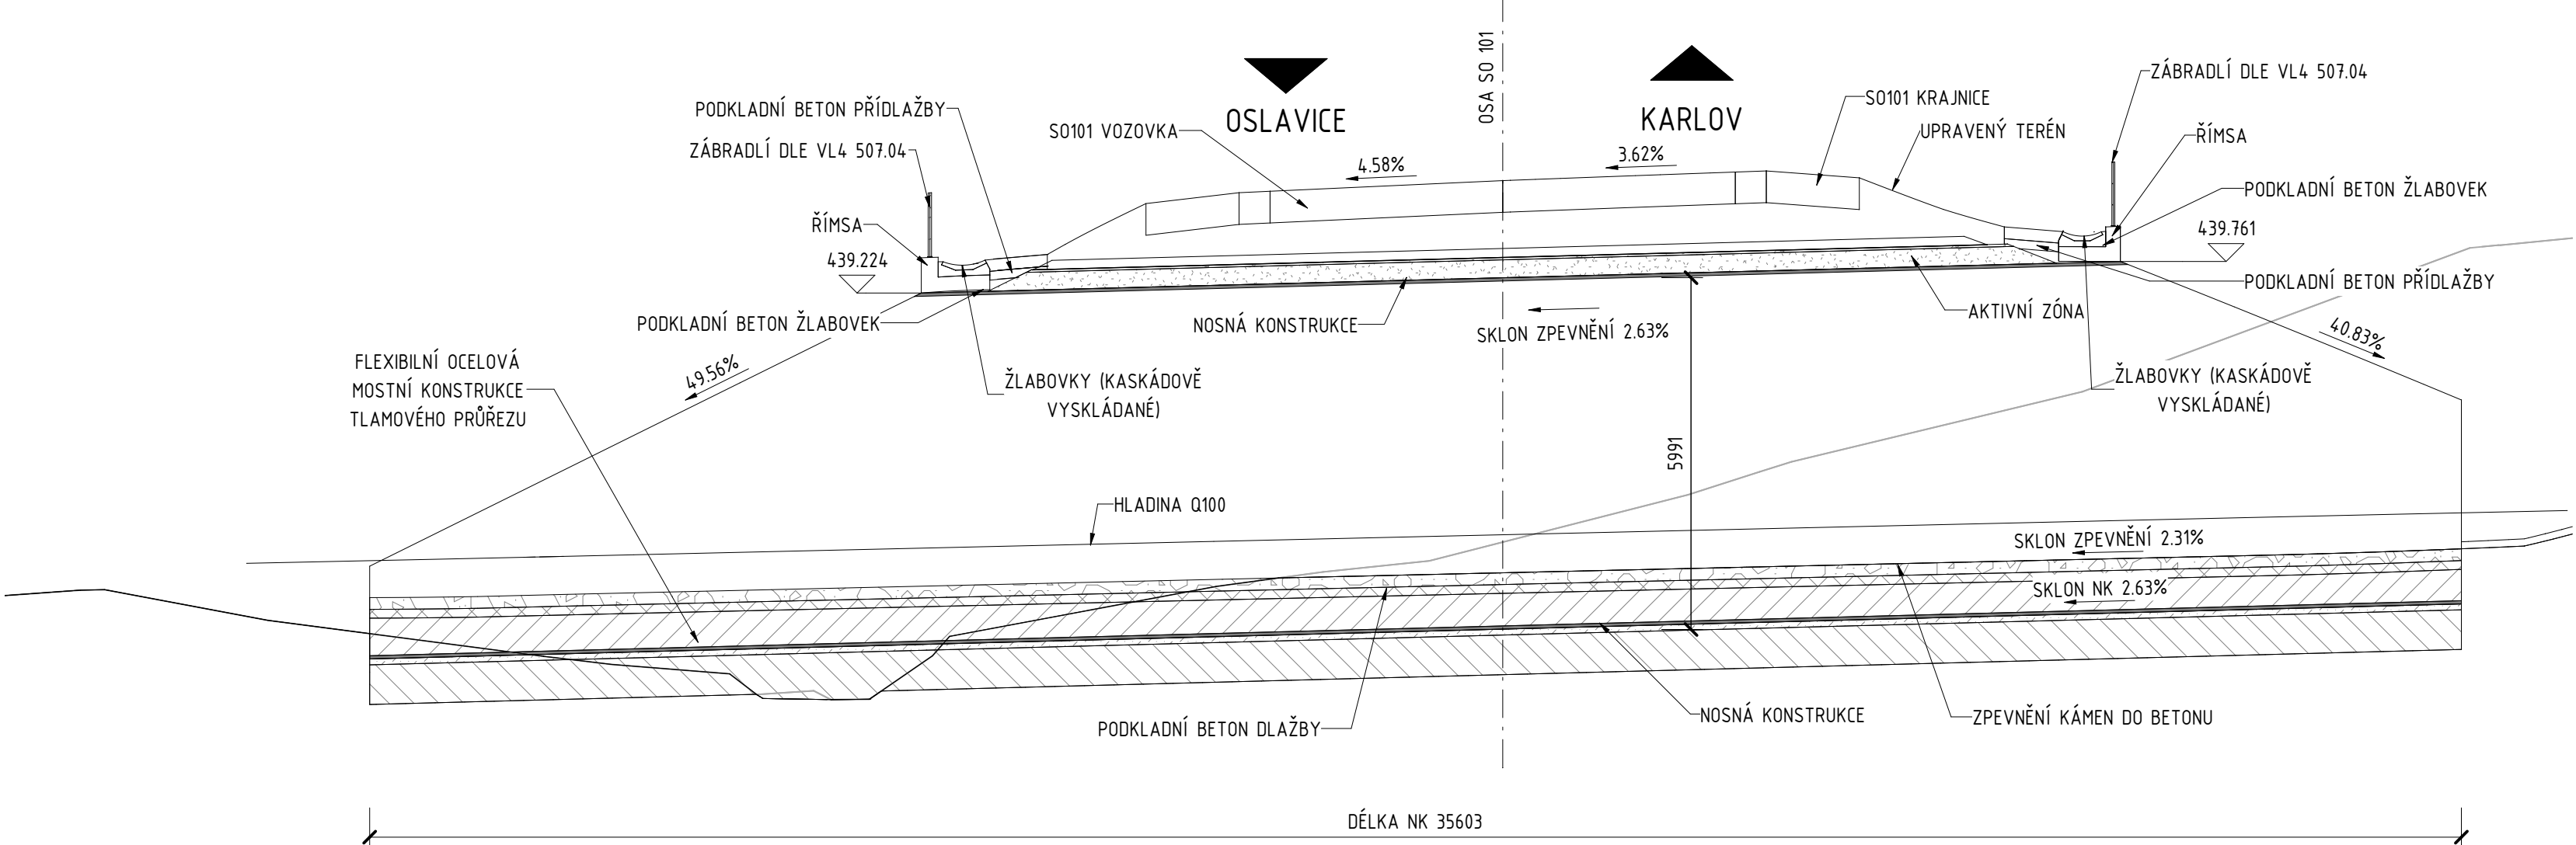 OSA SO 101
ZÁBRADLÍ DLE VL4 507.04
PODKLADNÍ BETON PŘÍDLAŽBY
SO101 KRAJNICE
OSLAVICE
KARLOV
SO101 VOZOVKA
UPRAVENÝ TERÉN
ŘÍMSA
ZÁBRADLÍ DLE VL4 507.04
4.58%
3.62%
PODKLADNÍ BETON ŽLABOVEK
ŘÍMSA
439.761
439.224
PODKLADNÍ BETON PŘÍDLAŽBY
AKTIVNÍ ZÓNA
PODKLADNÍ BETON ŽLABOVEK
NOSNÁ KONSTRUKCE
SKLON ZPEVNĚNÍ 2.63%
40.83%
FLEXIBILNÍ OCELOVÁ
MOSTNÍ KONSTRUKCE
TLAMOVÉHO PRŮŘEZU
49.56%
ŽLABOVKY (KASKÁDOVĚ
VYSKLÁDANÉ)
ŽLABOVKY (KASKÁDOVĚ
VYSKLÁDANÉ)
5991
HLADINA Q100
SKLON ZPEVNĚNÍ 2.31%
SKLON NK 2.63%
PODKLADNÍ BETON DLAŽBY
NOSNÁ KONSTRUKCE
ZPEVNĚNÍ KÁMEN DO BETONU
DÉLKA NK 35603